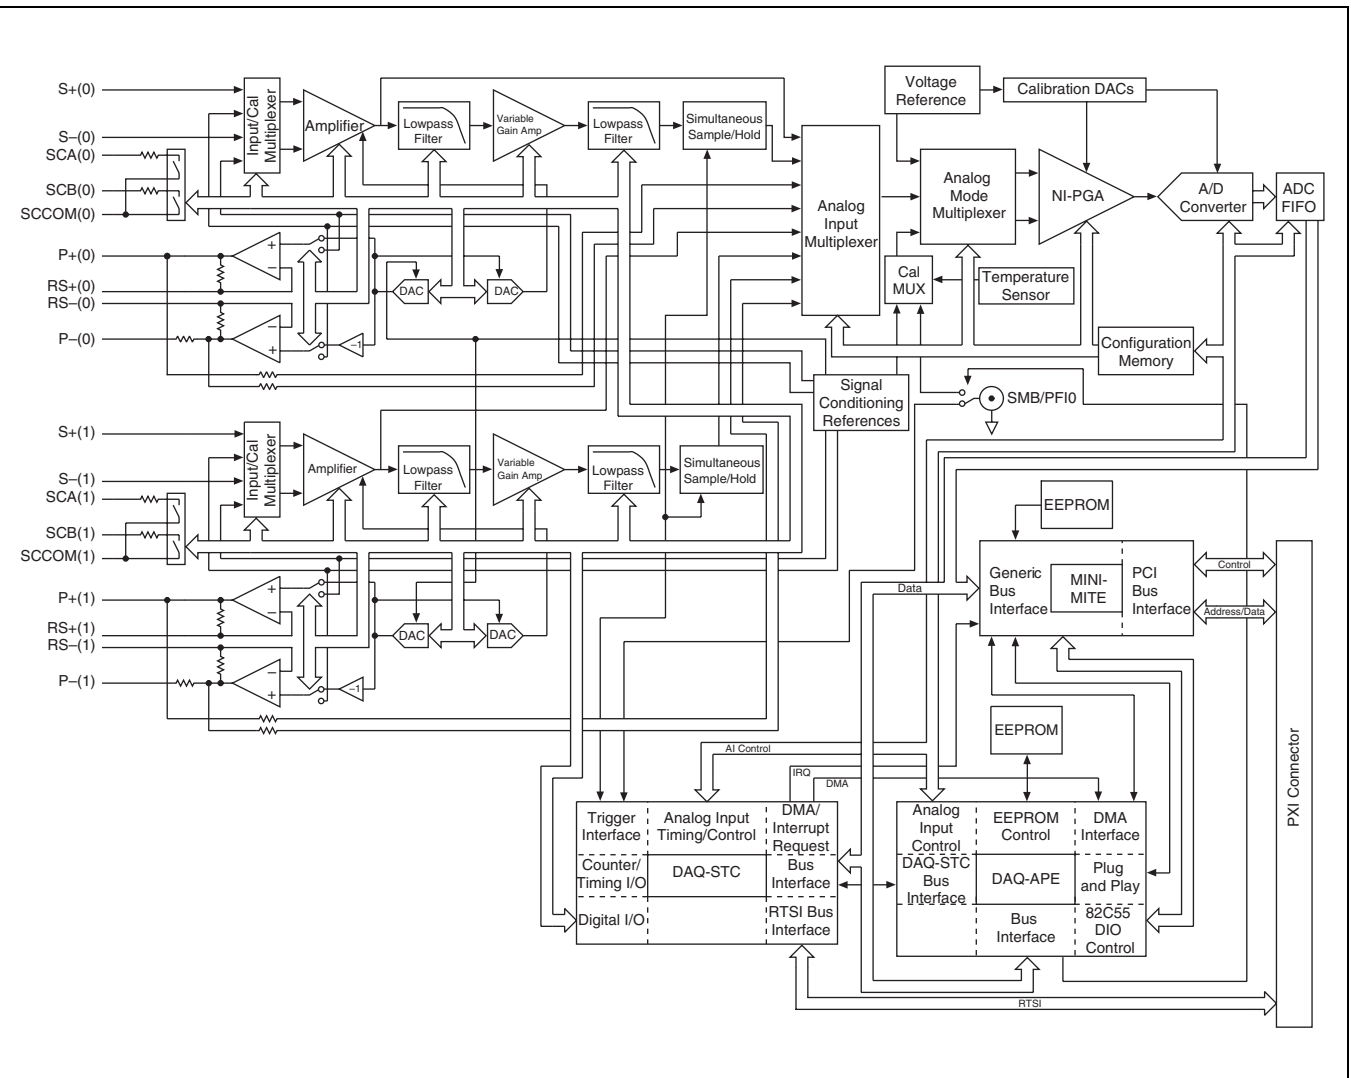 S+(0)
S–(0)
SCA(0)
SCB(0)
SCCOM(0)
P+(0)
RS+(0)
RS–(0)
P–(0)
Input/Cal
Multiplexer
Amplifier
Lowpass
Filter
Variable
Gain Amp
Lowpass
Filter
Simultaneous
Sample/Hold
+
–
–
+
–1
DAC
DAC
Analog
Input
Multiplexer
Voltage
Reference
Calibration DACs
Analog
Mode
Multiplexer
NI-PGA
A/D
Converter
ADC
FIFO
Cal
MUX
Temperature
Sensor
Configuration
Memory
Signal
Conditioning
References
SMB/PFI0
S+(1)
S–(1)
SCA(1)
SCB(1)
SCCOM(1)
P+(1)
RS+(1)
RS–(1)
P–(1)
Input/Cal
Multiplexer
Amplifier
Lowpass
Filter
Variable
Gain Amp
Lowpass
Filter
Simultaneous
Sample/Hold
+
–
–
+
–1
DAC
DAC
EEPROM
Generic
Bus
Interface
MINI-
MITE
PCI
Bus
Interface
Control
Address/Data
Data
PXI Connector
EEPROM
AI Control
IRQ
DMA
Trigger
Interface
Analog Input
Timing/Control
DMA/
Interrupt
Request
Counter/
Timing I/O
DAQ-STC
Bus
Interface
Digital I/O
RTSI Bus
Interface
Analog
Input
Control
EEPROM
Control
DMA
Interface
DAQ-STC
Bus
Interface
DAQ-APE
Plug
and Play
Bus
Interface
82C55
DIO
Control
RTSI